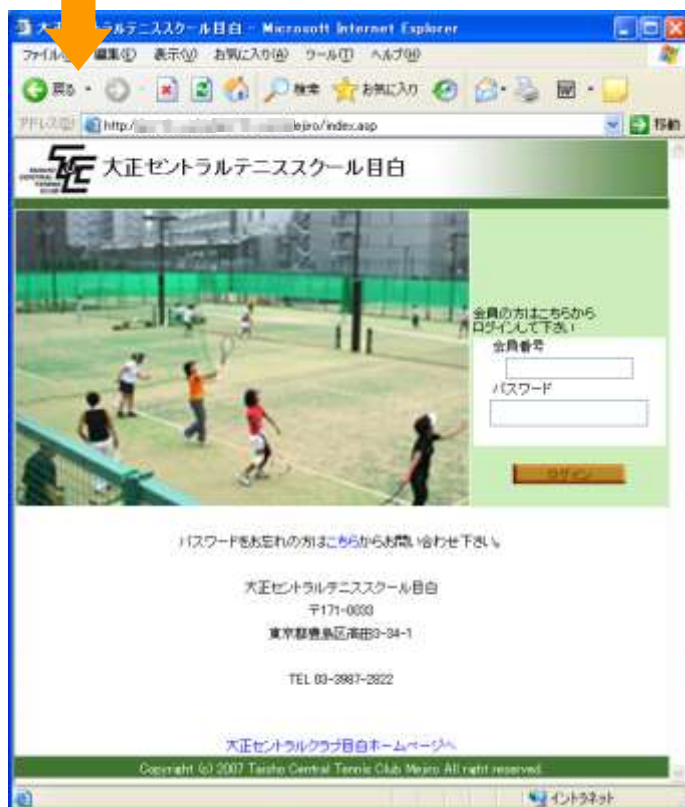 大正セントラルテニススクール目白 - Microsoft Internet Explorer
編集(E) 表示(V) お気に入り(A) ツール(T) ヘルプ(H)
戻る 検索 お気に入り
アドレス(D) http:/ ejiro/index.asp 移動
大正セントラルテニススクール目白
会員の方はこちらから
ログインして下さい
会員番号
パスワード
ログイン
パスワードをお忘れの方はこちらからお問い合わせ下さい。
大正セントラルテニススクール目白
〒171-0033
東京都豊島区高田3-34-1
TEL 03-3987-2822
大正セントラルクラブ目白ホームページへ
Copyright (c) 2007 Taisho Central Tennis Club Mejiro All right reserved.
イントラネット